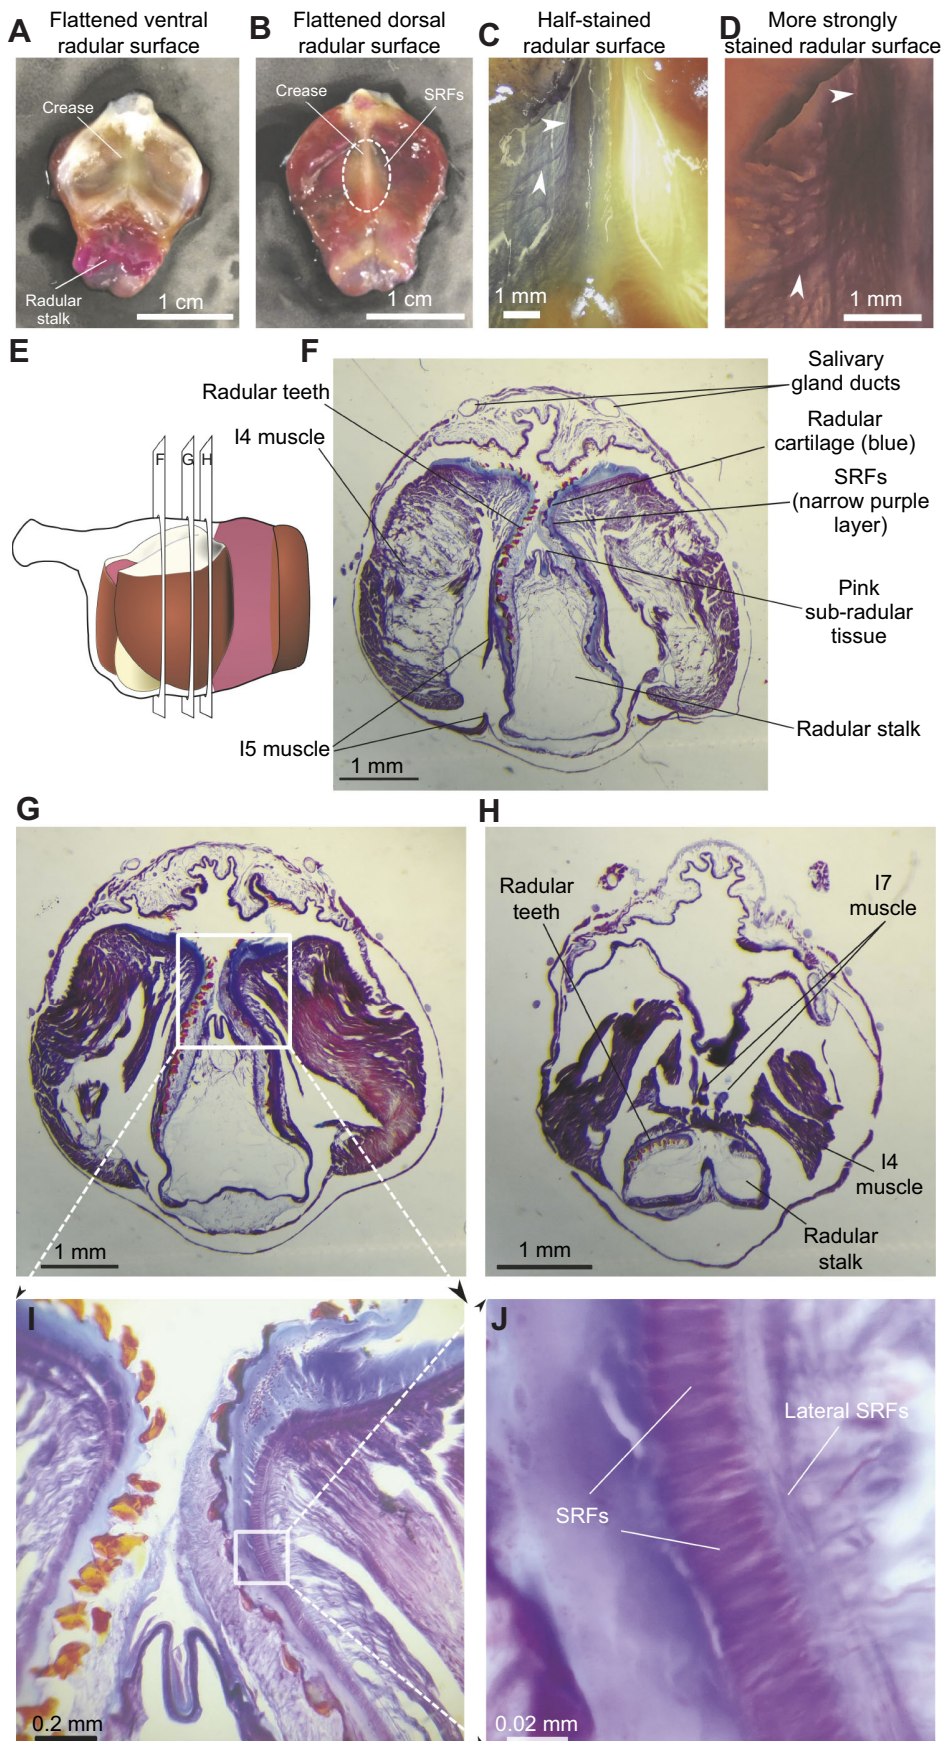 A
Flattened ventral
radular surface
Crease
Radular
stalk
1 cm
B
Flattened dorsal
radular surface
Crease
SRFs
1 cm
C
Half-stained
radular surface
1 mm
D
More strongly
stained radular surface
1 mm
E
F
G
H
F
Radular teeth
I4 muscle
I5 muscle
1 mm
Salivary
gland ducts
Radular
cartilage (blue)
SRFs
(narrow purple
layer)
Pink
sub-radular
tissue
Radular stalk
G
1 mm
H
Radular
teeth
I7
muscle
I4
muscle
Radular
stalk
1 mm
I
0.2 mm
J
Lateral SRFs
SRFs
0.02 mm